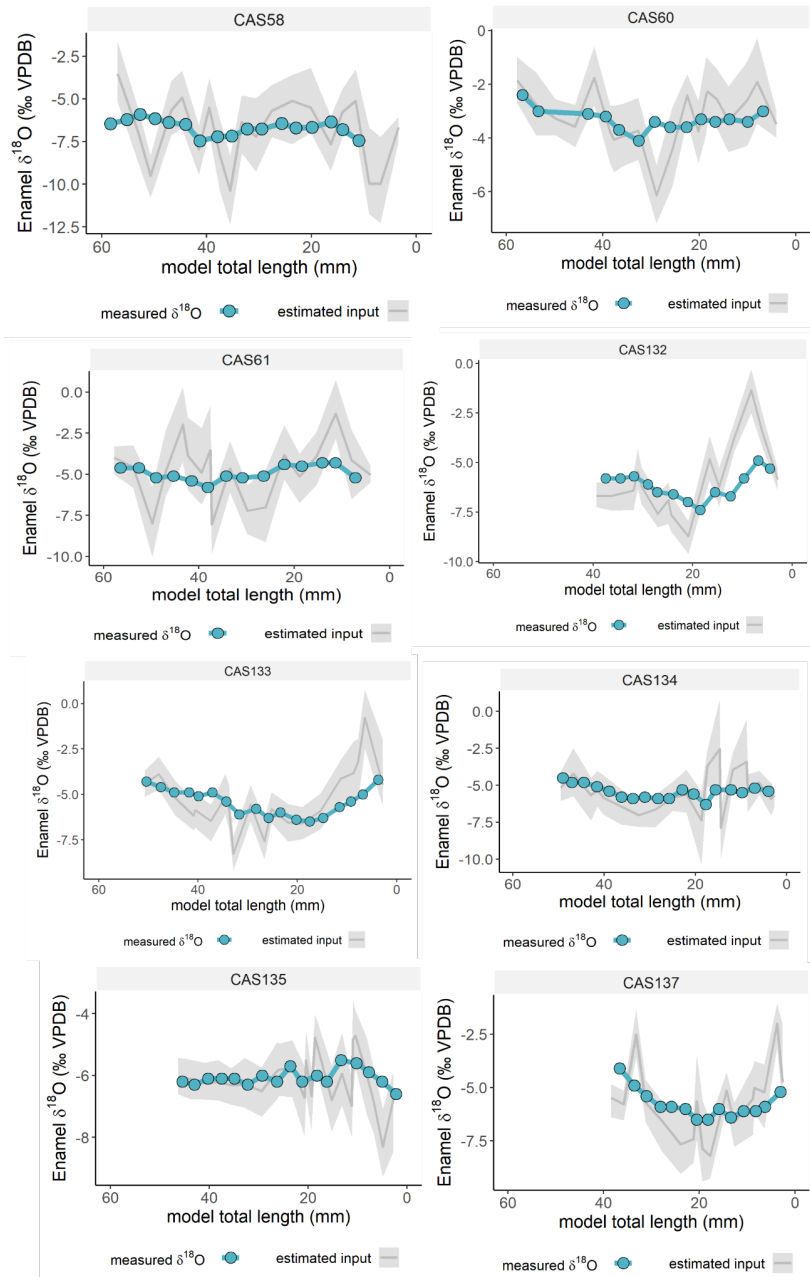 CAS58
Enamel δ¹⁸O (‰ VPDB)
-2.5
-5.0
-7.5
-10.0
-12.5
60 40 20 0
model total length (mm)
measured δ¹⁸O estimated input
CAS60
Enamel δ¹⁸O (‰ VPDB)
-2
-4
-6
60 40 20 0
model total length (mm)
measured δ¹⁸O estimated input
CAS61
Enamel δ¹⁸O (‰ VPDB)
0.0
-2.5
-5.0
-7.5
-10.0
60 40 20 0
model total length (mm)
measured δ¹⁸O estimated input
CAS132
Enamel δ¹⁸O (‰ VPDB)
0.0
-2.5
-5.0
-7.5
-10.0
60 40 20 0
model total length (mm)
measured δ¹⁸O estimated input
CAS133
Enamel δ¹⁸O (‰ VPDB)
0.0
-2.5
-5.0
-7.5
60 40 20 0
model total length (mm)
measured δ¹⁸O estimated input
CAS134
Enamel δ¹⁸O (‰ VPDB)
0.0
-2.5
-5.0
-7.5
-10.0
60 40 20 0
model total length (mm)
measured δ¹⁸O estimated input
CAS135
Enamel δ¹⁸O (‰ VPDB)
-4
-6
-8
60 40 20 0
model total length (mm)
measured δ¹⁸O estimated input
CAS137
Enamel δ¹⁸O (‰ VPDB)
-2.5
-5.0
-7.5
60 40 20 0
model total length (mm)
measured δ¹⁸O estimated input